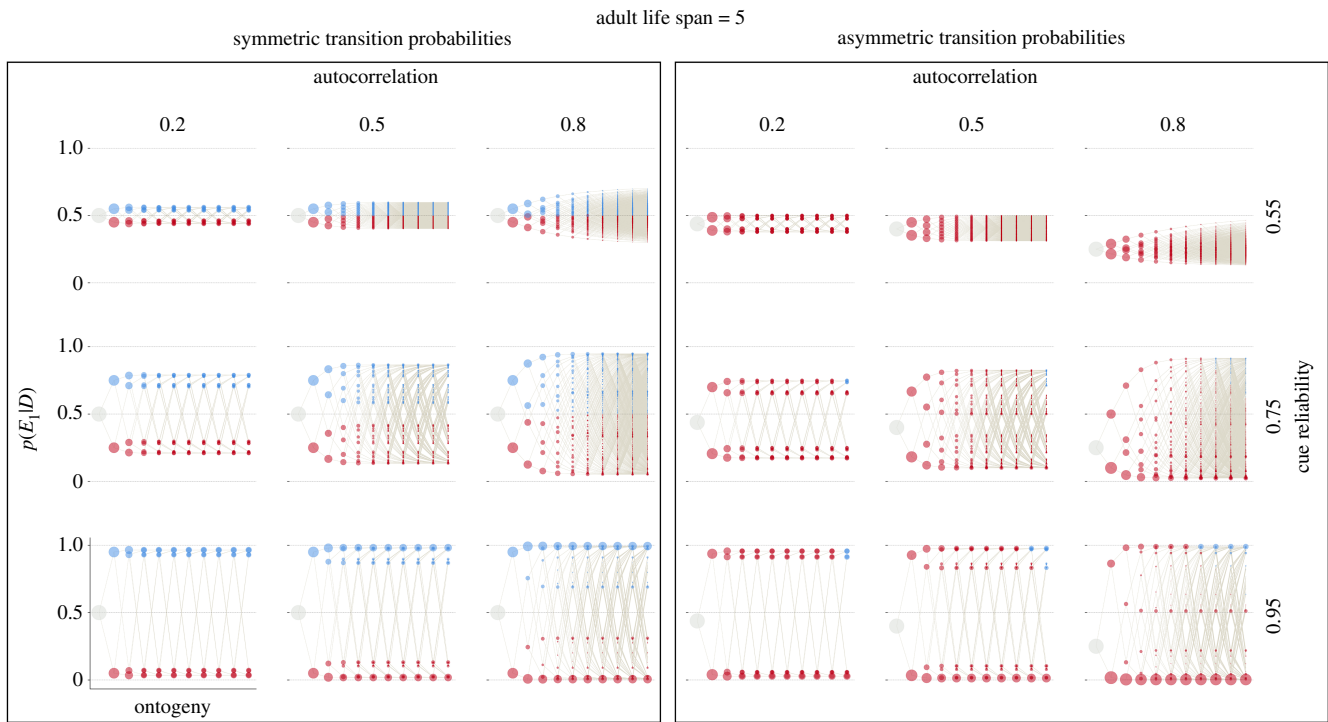 adult life span = 5
symmetric transition probabilities
asymmetric transition probabilities
autocorrelation
autocorrelation
0.2 0.5 0.8
0.2 0.5 0.8
1.0
0.5
0
0.55
1.0
0.5
0
p(E₁|D)
0.75
cue reliability
1.0
0.5
0
0.95
ontogeny